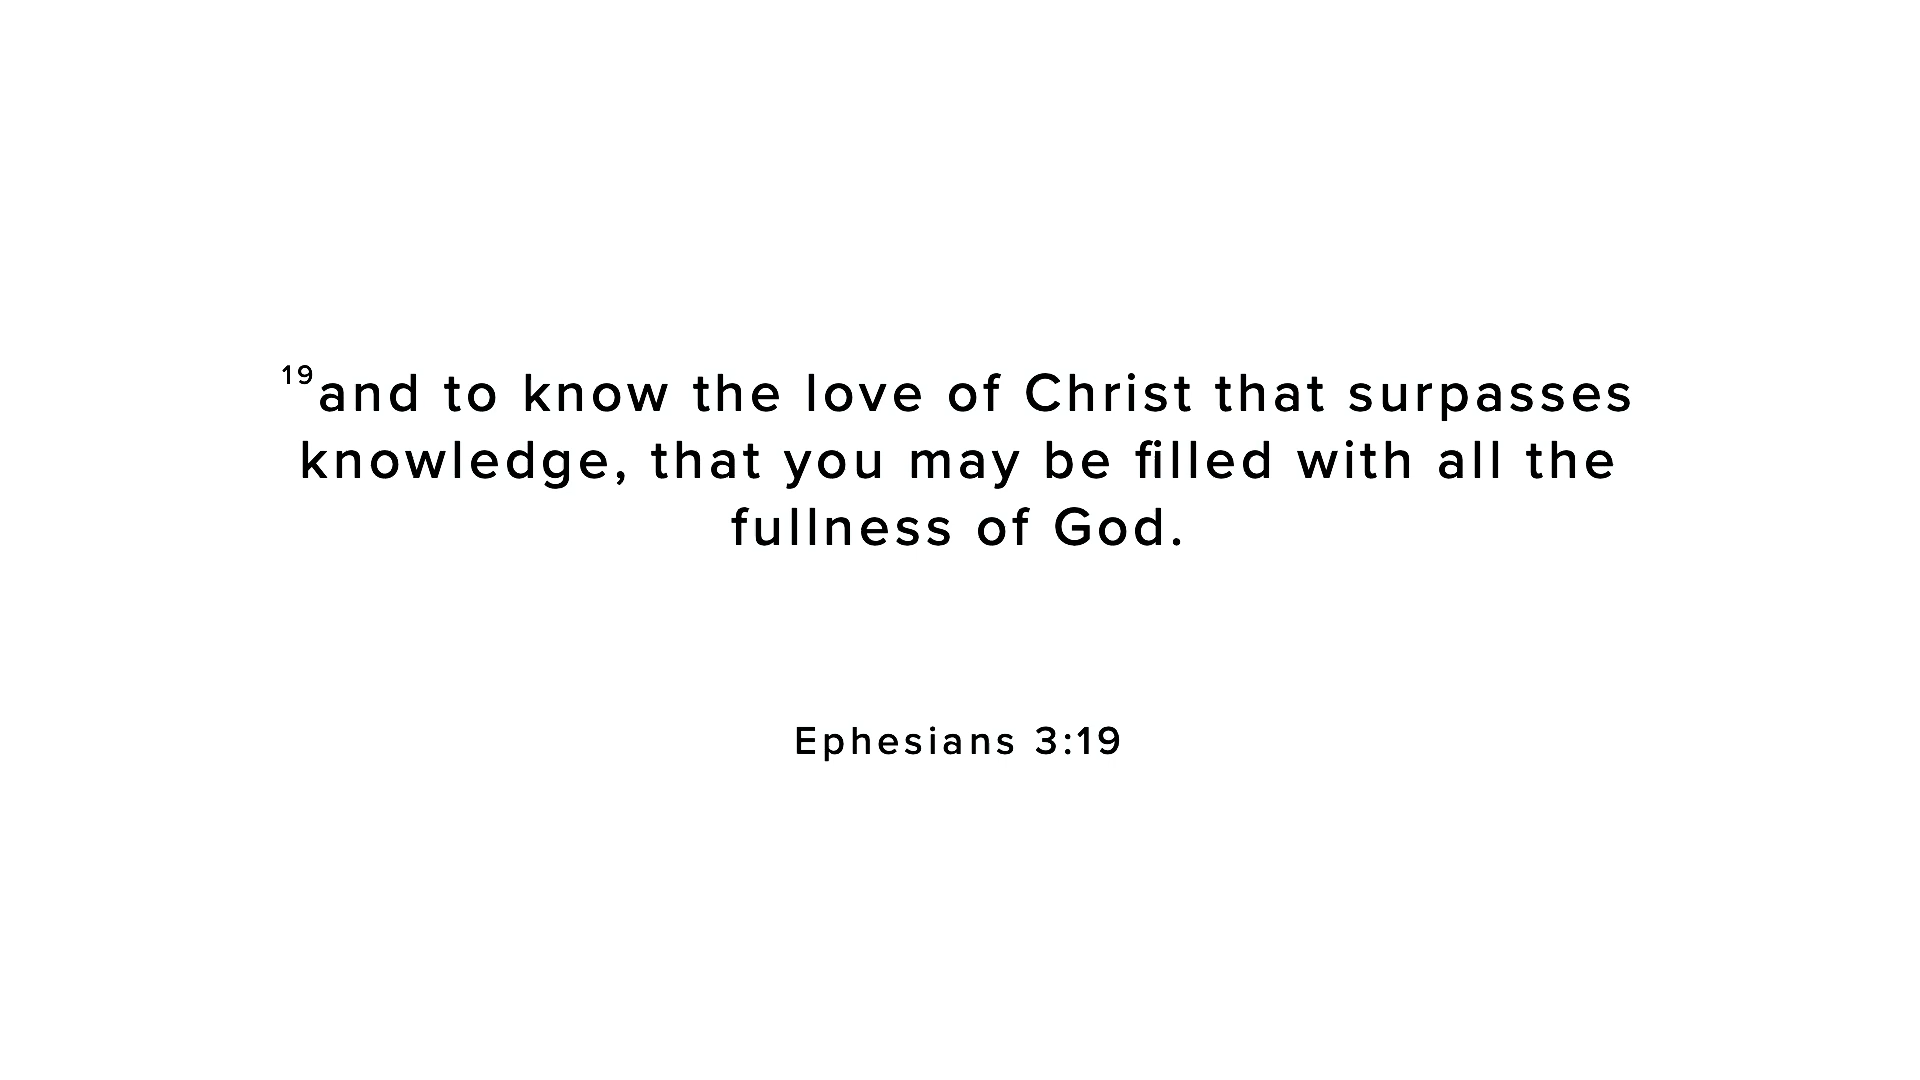 19and to know the love of Christ that surpasses
knowledge, that you may be filled with all the
fullness of God.
Ephesians 3:19